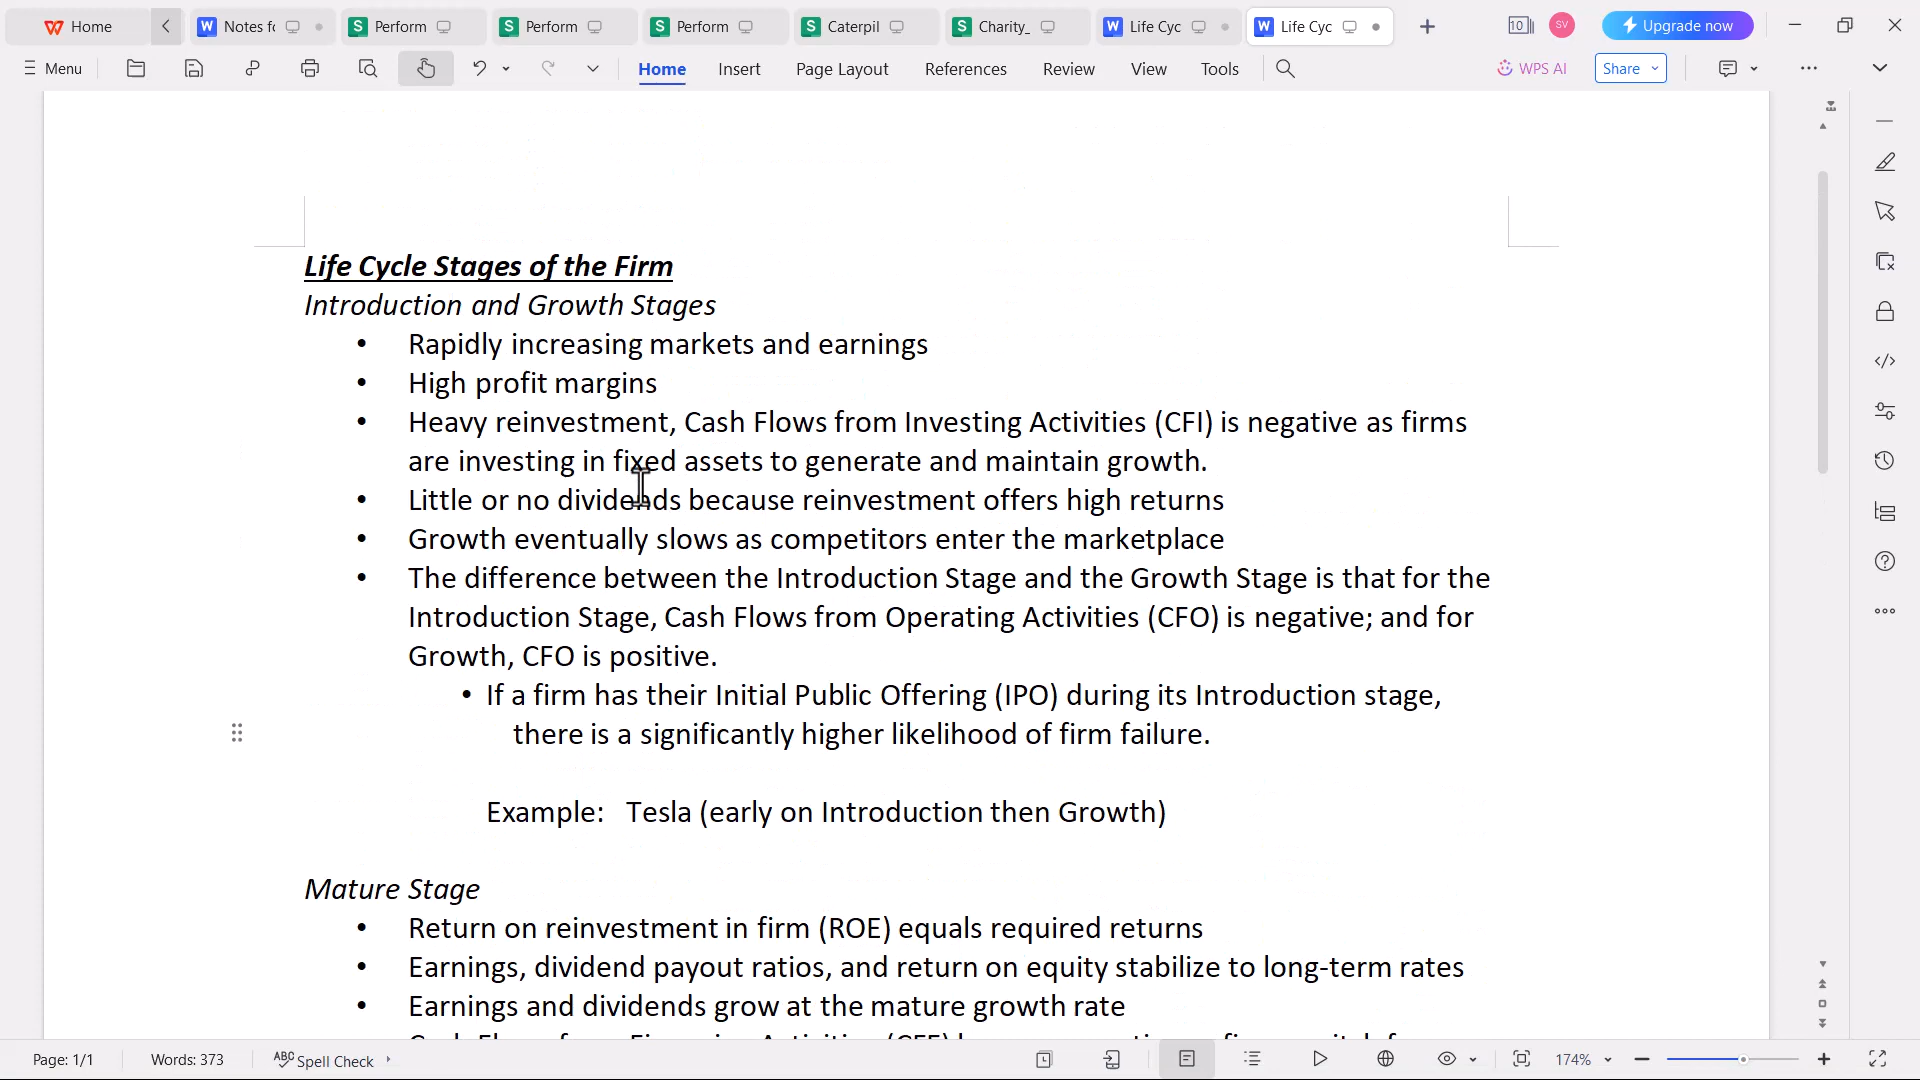 Home
Notes fo
Perform
Perform
Perform
Caterpil
Charity_
Life Cyc
Life Cyc
10
SV
Upgrade now
Menu
Home
Insert
Page Layout
References
Review
View
Tools
WPS AI
Share
Life Cycle Stages of the Firm
Introduction and Growth Stages
• Rapidly increasing markets and earnings
• High profit margins
• Heavy reinvestment, Cash Flows from Investing Activities (CFI) is negative as firms
are investing in fixed assets to generate and maintain growth.
• Little or no dividends because reinvestment offers high returns
• Growth eventually slows as competitors enter the marketplace
• The difference between the Introduction Stage and the Growth Stage is that for the
Introduction Stage, Cash Flows from Operating Activities (CFO) is negative; and for
Growth, CFO is positive.
• If a firm has their Initial Public Offering (IPO) during its Introduction stage,
there is a significantly higher likelihood of firm failure.
Example: Tesla (early on Introduction then Growth)
Mature Stage
• Return on reinvestment in firm (ROE) equals required returns
• Earnings, dividend payout ratios, and return on equity stabilize to long-term rates
• Earnings and dividends grow at the mature growth rate
Page: 1/1
Words: 373
ABC Spell Check
174%